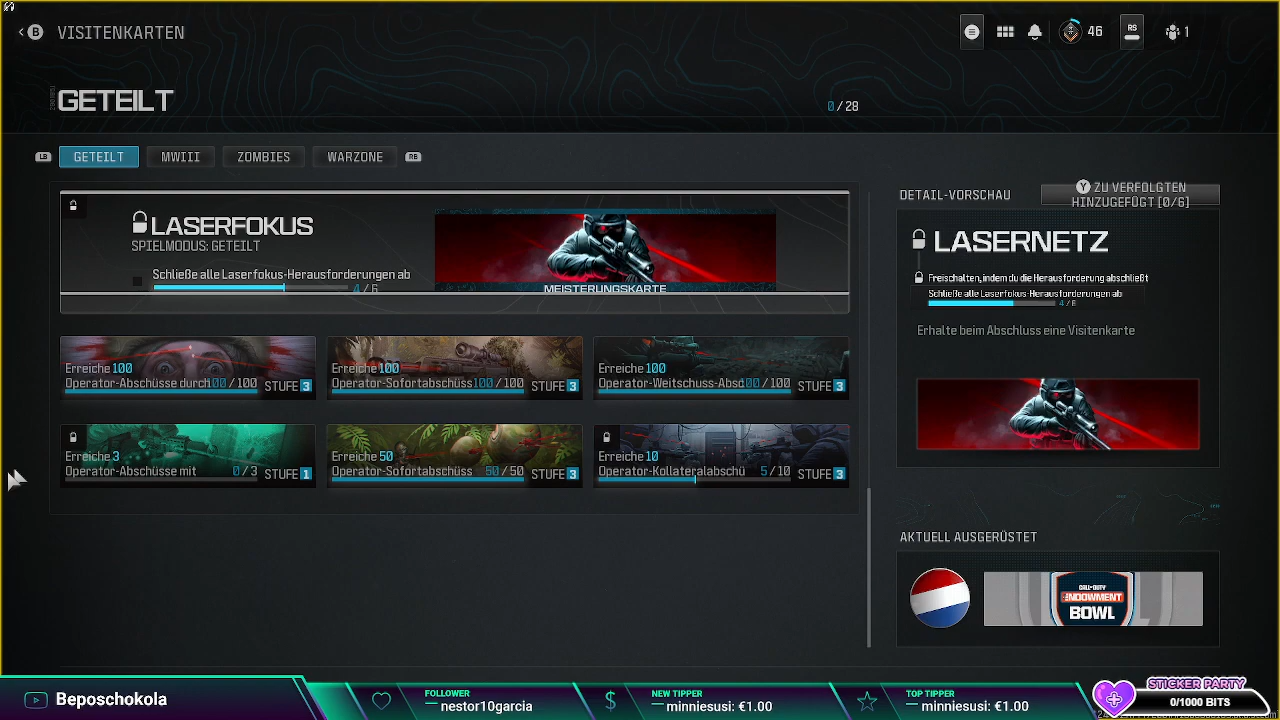 B VISITENKARTEN
46
RS
1
GETEILT
0/28
LB GETEILT MWIII ZOMBIES WARZONE RB
LASERFOKUS
SPIELMODUS: GETEILT
Schließe alle Laserfokus-Herausforderungen ab
4/6
MEISTERUNGSKARTE
Erreiche 100
Operator-Abschüsse durch 100/100 STUFE 3
Erreiche 100
Operator-Sofortabschüss 100/100 STUFE 3
Erreiche 100
Operator-Weitschuss-Absc 100/100 STUFE 3
Erreiche 3
Operator-Abschüsse mit 0/3 STUFE 1
Erreiche 50
Operator-Sofortabschüss 50/50 STUFE 3
Erreiche 10
Operator-Kollateralabschü 5/10 STUFE 3
DETAIL-VORSCHAU
Y ZU VERFOLGTEN
HINZUGEFÜGT [0/6]
LASERNETZ
Freischalten, indem du die Herausforderung abschließt
Schließe alle Laserfokus-Herausforderungen ab
4/6
Erhalte beim Abschluss eine Visitenkarte
AKTUELL AUSGERÜSTET
CALL OF DUTY
ENDOWMENT
BOWL
Beposchokola
FOLLOWER
nestor10garcia
NEW TIPPER
minniesusi: €1.00
TOP TIPPER
minniesusi: €1.00
STICKER PARTY
0/1000 BITS